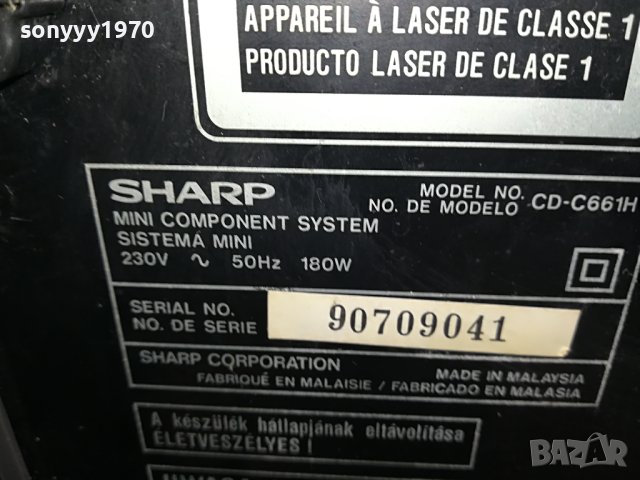 sonyyy1970
APPAREIL À LASER DE CLASSE 1
PRODUCTO LASER DE CLASE 1
SHARP
MODEL NO.
NO. DE MODELO CD-C661H
MINI COMPONENT SYSTEM
SISTEMA MINI
230V ∿ 50Hz 180W
SERIAL NO.
NO. DE SERIE
90709041
SHARP CORPORATION
MADE IN MALAYSIA
FABRIQUÉ EN MALAISIE / FABRICADO EN MALASIA
A készülék hátlapjának eltávolítása
ÉLETVESZÉLYES !
BAZAR